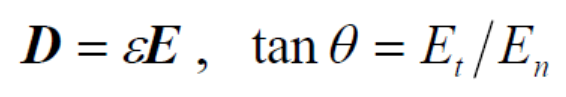 D = εE , tan θ = E_t/E_n